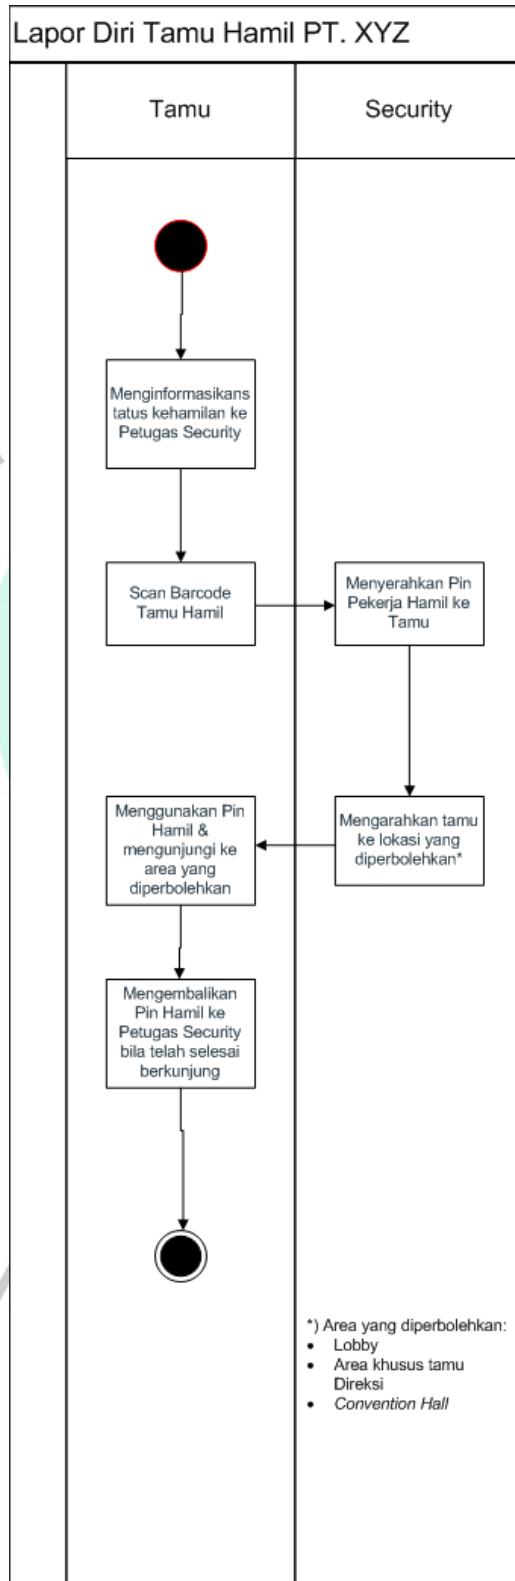 Lapor Diri Tamu Hamil PT. XYZ
Tamu
Security
Menginformasikans
tatus kehamilan ke
Petugas Security
Scan Barcode
Tamu Hamil
Menyerahkan Pin
Pekerja Hamil ke
Tamu
Mengarahkan tamu
ke lokasi yang
diperbolehkan*
Menggunakan Pin
Hamil &
mengunjungi ke
area yang
diperbolehkan
Mengembalikan
Pin Hamil ke
Petugas Security
bila telah selesai
berkunjung
*) Area yang diperbolehkan:
• Lobby
• Area khusus tamu
Direksi
• Convention Hall